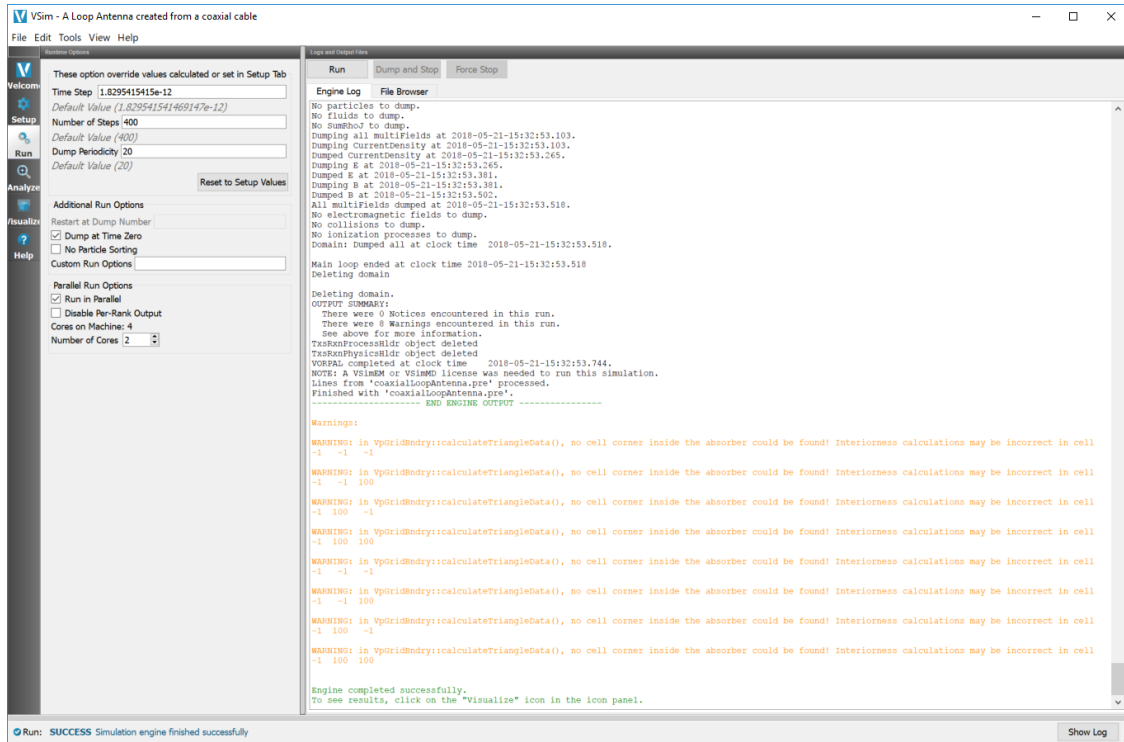 VSim - A Loop Antenna created from a coaxial cable
File Edit Tools View Help
Runtime Options
Logs and Output Files
Welcome
Setup
Run
Analyze
Visualize
Help
These option override values calculated or set in Setup Tab
Time Step 1.8295415415e-12
Default Value (1.829541541469147e-12)
Number of Steps 400
Default Value (400)
Dump Periodicity 20
Default Value (20)
Reset to Setup Values
Additional Run Options
Restart at Dump Number
Dump at Time Zero
No Particle Sorting
Custom Run Options
Parallel Run Options
Run in Parallel
Disable Per-Rank Output
Cores on Machine: 4
Number of Cores 2
Run Dump and Stop Force Stop
Engine Log File Browser
No particles to dump.
No fluids to dump.
No SumRhoJ to dump.
Dumping all multiFields at 2018-05-21-15:32:53.103.
Dumping CurrentDensity at 2018-05-21-15:32:53.103.
Dumped CurrentDensity at 2018-05-21-15:32:53.265.
Dumping E at 2018-05-21-15:32:53.265.
Dumped E at 2018-05-21-15:32:53.381.
Dumping B at 2018-05-21-15:32:53.381.
Dumped B at 2018-05-21-15:32:53.502.
All multiFields dumped at 2018-05-21-15:32:53.518.
No electromagnetic fields to dump.
No collisions to dump.
No ionization processes to dump.
Domain: Dumped all at clock time 2018-05-21-15:32:53.518.
Main loop ended at clock time 2018-05-21-15:32:53.518
Deleting domain
Deleting domain.
OUTPUT SUMMARY:
There were 0 Notices encountered in this run.
There were 8 Warnings encountered in this run.
See above for more information.
TxsRxnProcessHldr object deleted
TxsRxnPhysicsHldr object deleted
VORPAL completed at clock time 2018-05-21-15:32:53.744.
NOTE: A VSimEM or VSimMD license was needed to run this simulation.
Lines from 'coaxialLoopAntenna.pre' processed.
Finished with 'coaxialLoopAntenna.pre'.
--------------------- END ENGINE OUTPUT ----------------
Warnings:
WARNING: in VpGridBndry::calculateTriangleData(), no cell corner inside the absorber could be found! Interiorness calculations may be incorrect in cell
-1 -1 -1
WARNING: in VpGridBndry::calculateTriangleData(), no cell corner inside the absorber could be found! Interiorness calculations may be incorrect in cell
-1 -1 100
WARNING: in VpGridBndry::calculateTriangleData(), no cell corner inside the absorber could be found! Interiorness calculations may be incorrect in cell
-1 100 -1
WARNING: in VpGridBndry::calculateTriangleData(), no cell corner inside the absorber could be found! Interiorness calculations may be incorrect in cell
-1 100 100
WARNING: in VpGridBndry::calculateTriangleData(), no cell corner inside the absorber could be found! Interiorness calculations may be incorrect in cell
-1 -1 -1
WARNING: in VpGridBndry::calculateTriangleData(), no cell corner inside the absorber could be found! Interiorness calculations may be incorrect in cell
-1 -1 100
WARNING: in VpGridBndry::calculateTriangleData(), no cell corner inside the absorber could be found! Interiorness calculations may be incorrect in cell
-1 100 -1
WARNING: in VpGridBndry::calculateTriangleData(), no cell corner inside the absorber could be found! Interiorness calculations may be incorrect in cell
-1 100 100
Engine completed successfully.
To see results, click on the "Visualize" icon in the icon panel.
Run: SUCCESS Simulation engine finished successfully
Show Log